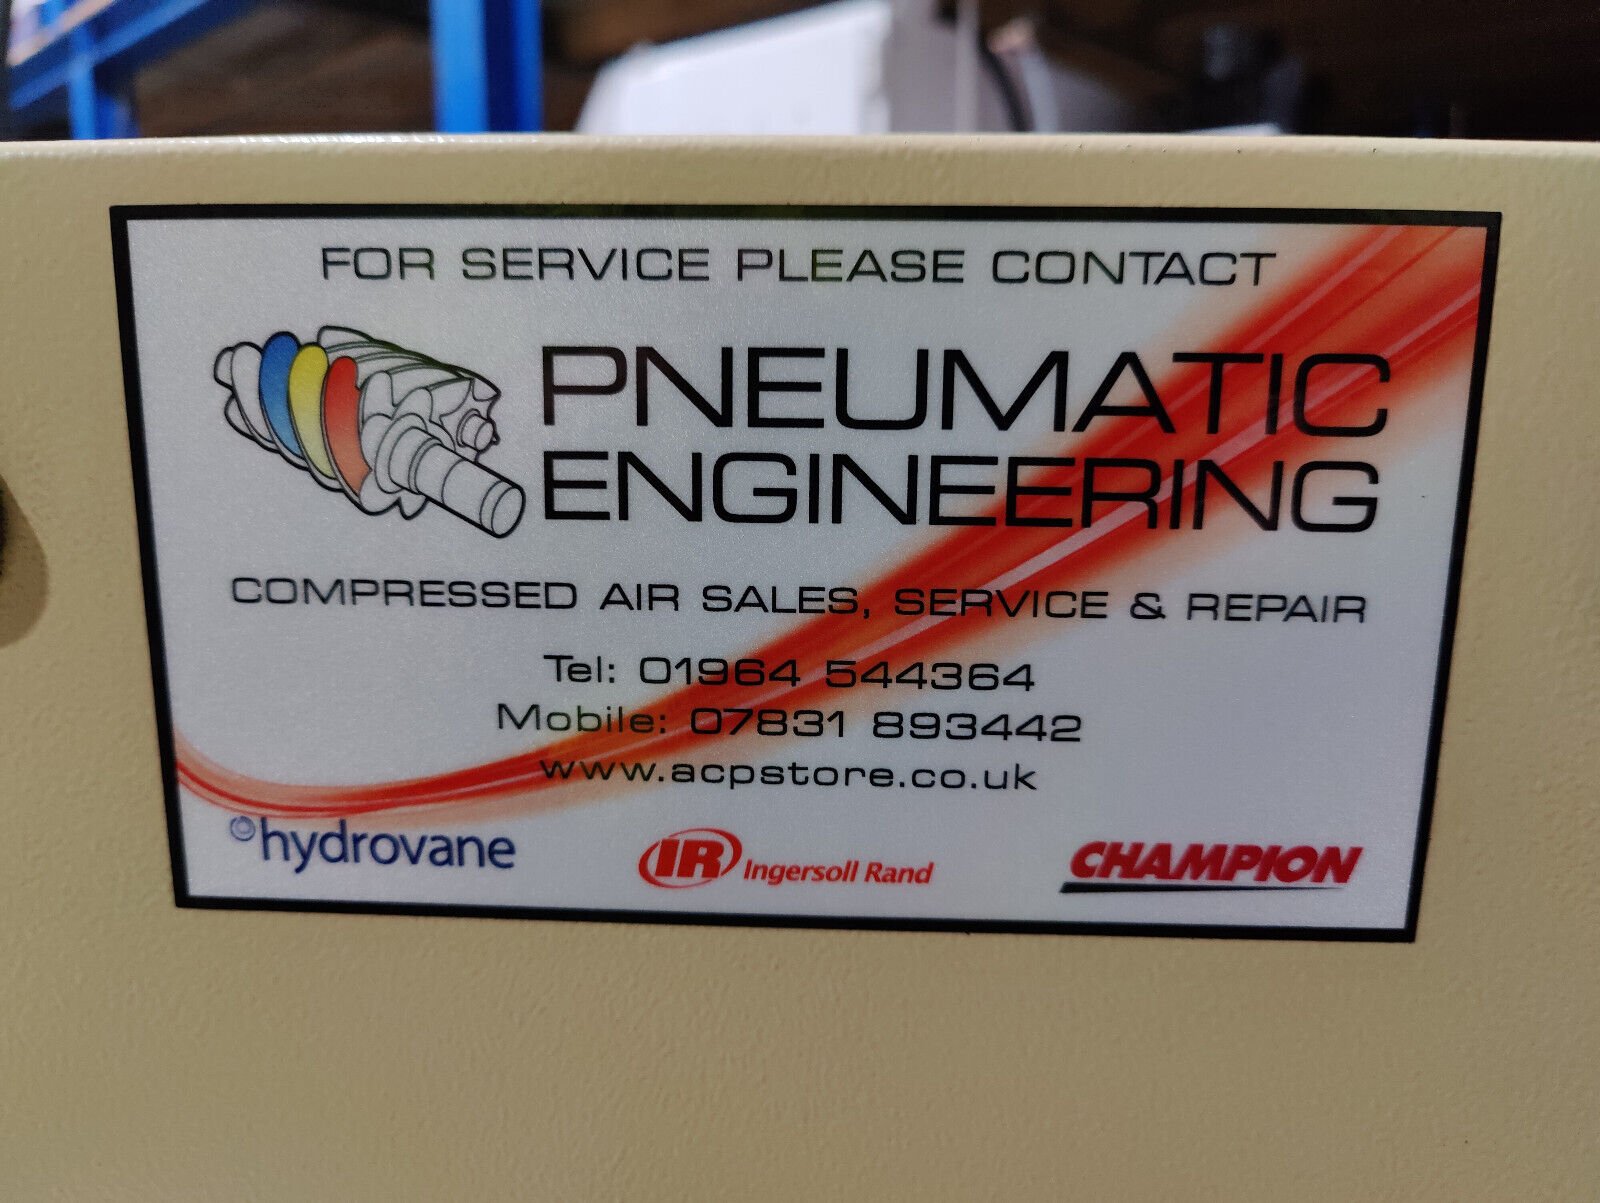 FOR SERVICE PLEASE CONTACT
PNEUMATIC
ENGINEERING
COMPRESSED AIR SALES, SERVICE & REPAIR
Tel: 01964 544364
Mobile: 07831 893442
www.acpstore.co.uk
hydrovane
IR Ingersoll Rand
CHAMPION